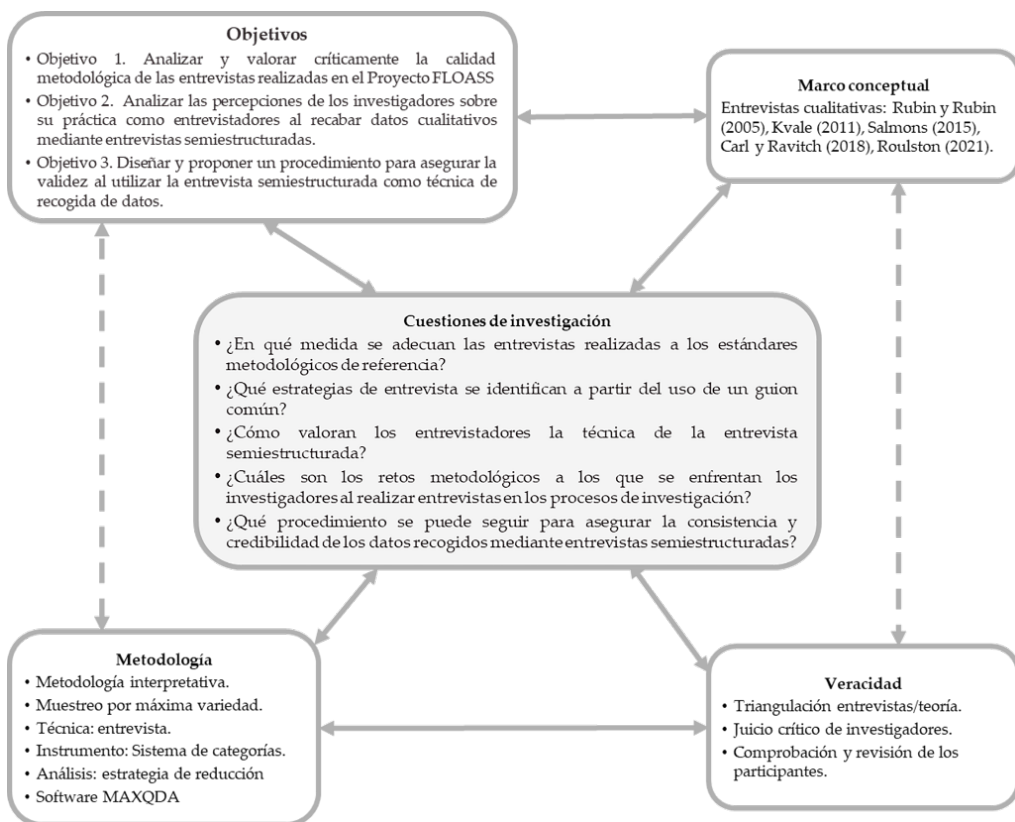 Objetivos
• Objetivo 1. Analizar y valorar críticamente la calidad
metodológica de las entrevistas realizadas en el Proyecto FLOASS
• Objetivo 2. Analizar las percepciones de los investigadores sobre
su práctica como entrevistadores al recabar datos cualitativos
mediante entrevistas semiestructuradas.
• Objetivo 3. Diseñar y proponer un procedimiento para asegurar la
validez al utilizar la entrevista semiestructurada como técnica de
recogida de datos.
Marco conceptual
Entrevistas cualitativas: Rubin y Rubin
(2005), Kvale (2011), Salmons (2015),
Carl y Ravitch (2018), Roulston (2021).
Cuestiones de investigación
• ¿En qué medida se adecuan las entrevistas realizadas a los estándares
metodológicos de referencia?
• ¿Qué estrategias de entrevista se identifican a partir del uso de un guion
común?
• ¿Cómo valoran los entrevistadores la técnica de la entrevista
semiestructurada?
• ¿Cuáles son los retos metodológicos a los que se enfrentan los
investigadores al realizar entrevistas en los procesos de investigación?
• ¿Qué procedimiento se puede seguir para asegurar la consistencia y
credibilidad de los datos recogidos mediante entrevistas semiestructuradas?
Metodología
• Metodología interpretativa.
• Muestreo por máxima variedad.
• Técnica: entrevista.
• Instrumento: Sistema de categorías.
• Análisis: estrategia de reducción
• Software MAXQDA
Veracidad
• Triangulación entrevistas/teoría.
• Juicio crítico de investigadores.
• Comprobación y revisión de los
participantes.